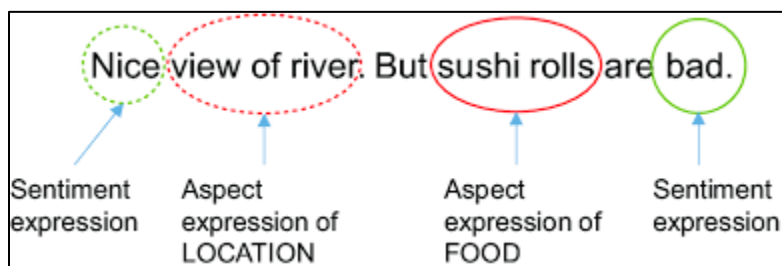 Nice view of river. But sushi rolls are bad.
Sentiment expression
Aspect expression of LOCATION
Aspect expression of FOOD
Sentiment expression